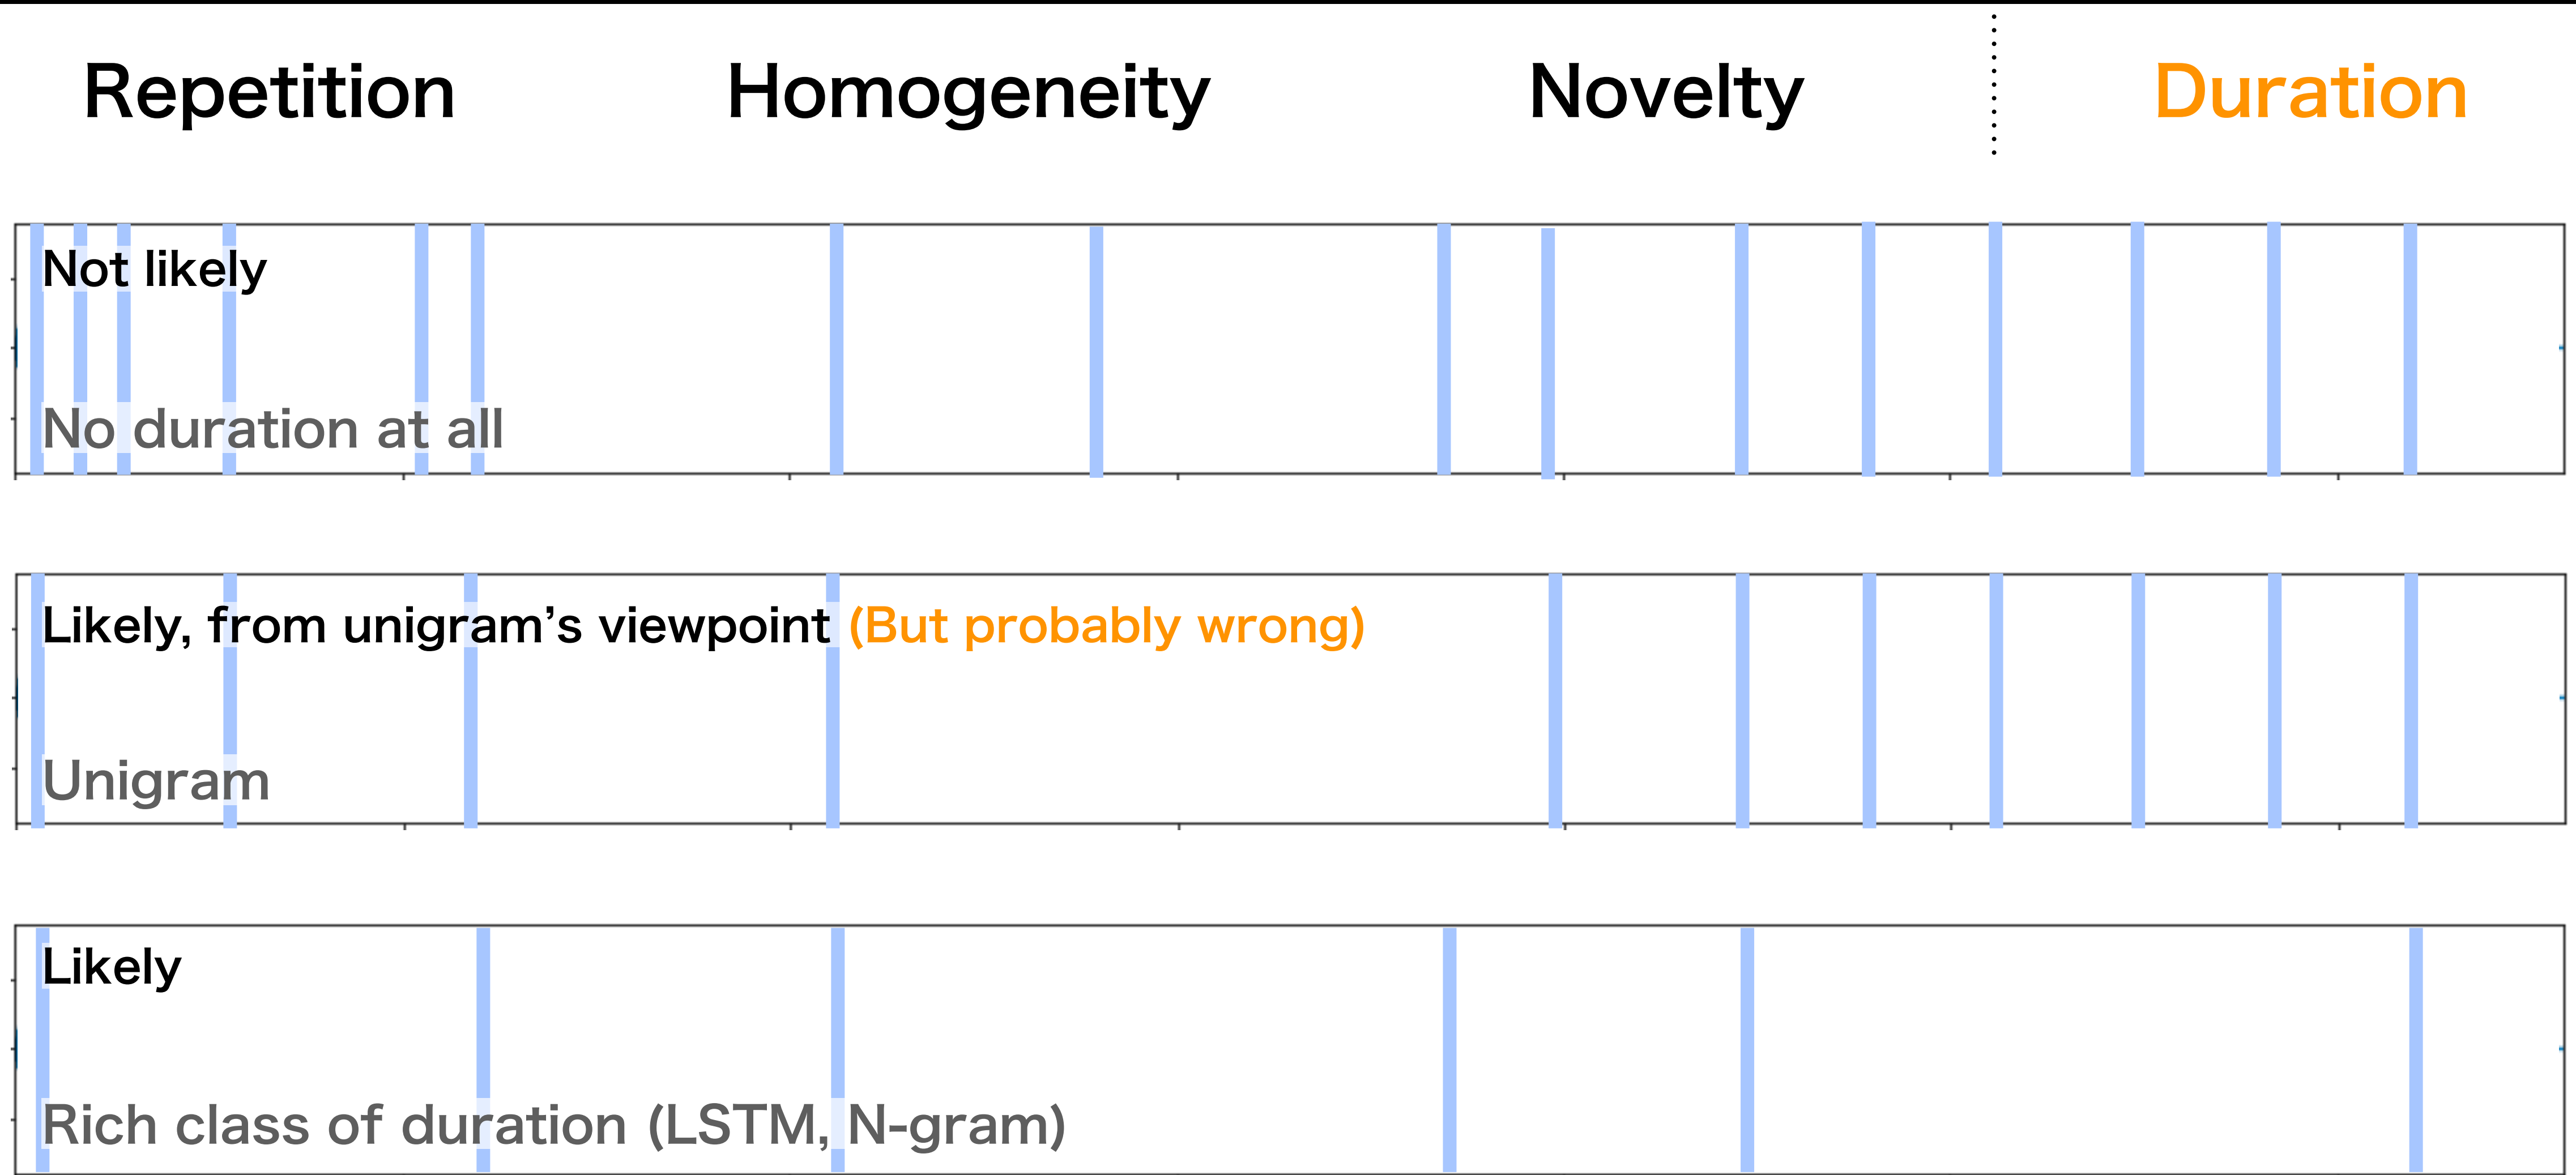 Repetition Homogeneity Novelty Duration
Not likely
No duration at all
Likely, from unigram’s viewpoint (But probably wrong)
Unigram
Likely
Rich class of duration (LSTM, N-gram)